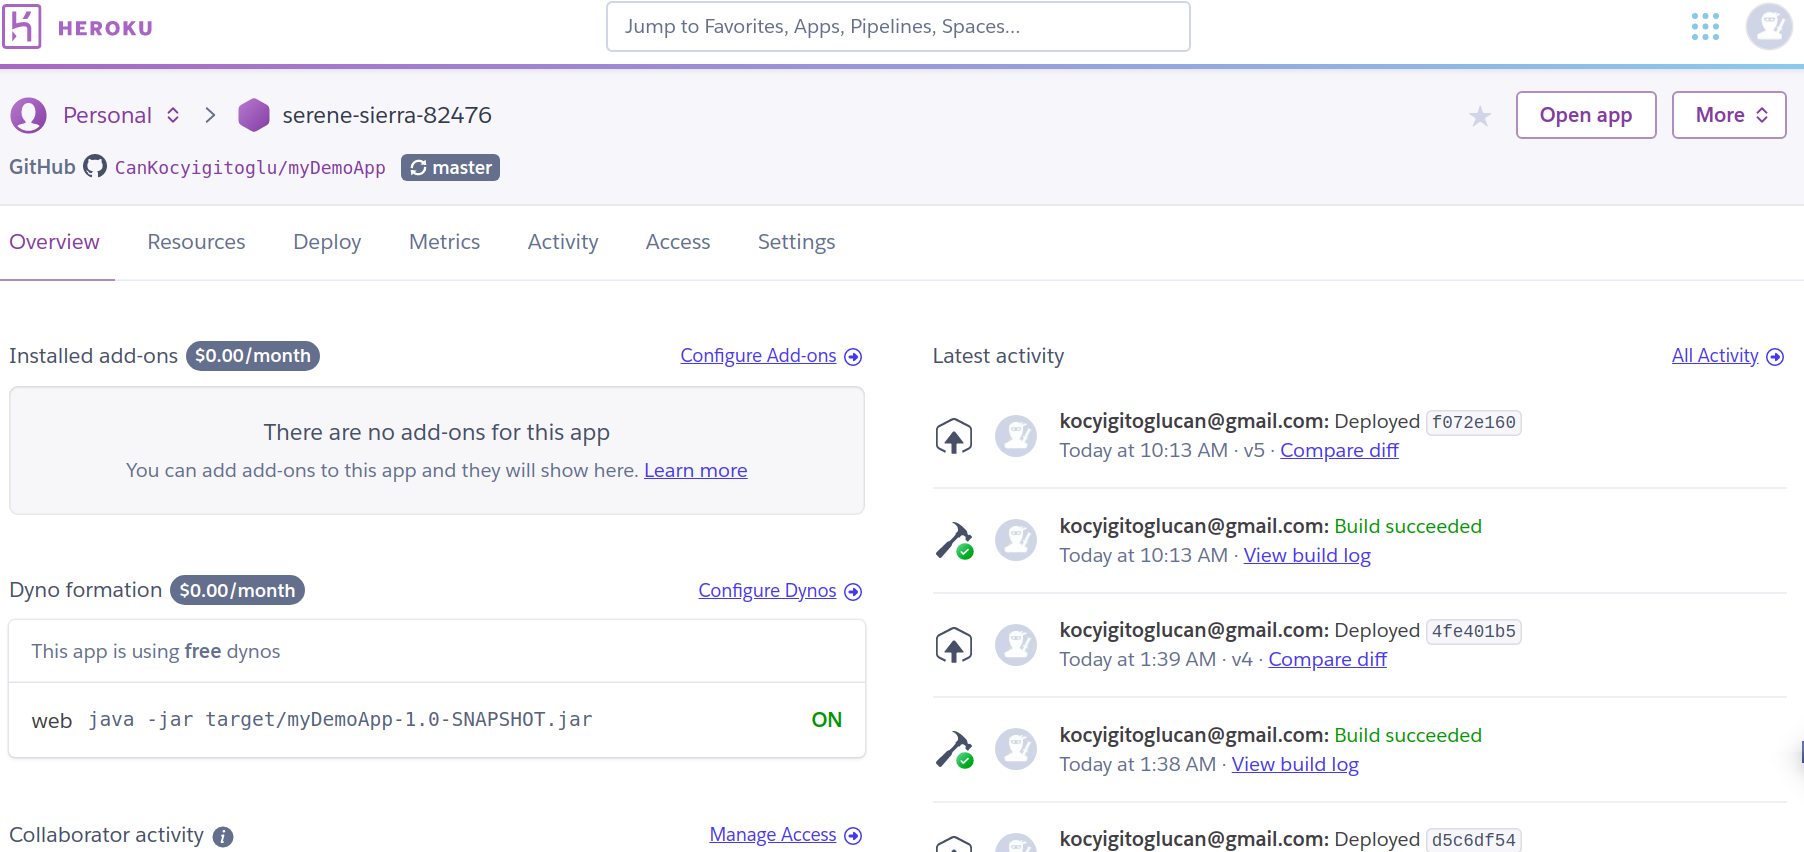 HEROKU
Jump to Favorites, Apps, Pipelines, Spaces...
Personal
serene-sierra-82476
Open app
More
GitHub CanKocyigitoglu/myDemoApp master
Overview Resources Deploy Metrics Activity Access Settings
Installed add-ons $0.00/month
Configure Add-ons
There are no add-ons for this app
You can add add-ons to this app and they will show here. Learn more
Dyno formation $0.00/month
Configure Dynos
This app is using free dynos
web java -jar target/myDemoApp-1.0-SNAPSHOT.jar ON
Collaborator activity i
Manage Access
Latest activity
All Activity
kocyigitoglucan@gmail.com: Deployed f072e160
Today at 10:13 AM · v5 · Compare diff
kocyigitoglucan@gmail.com: Build succeeded
Today at 10:13 AM · View build log
kocyigitoglucan@gmail.com: Deployed 4fe401b5
Today at 1:39 AM · v4 · Compare diff
kocyigitoglucan@gmail.com: Build succeeded
Today at 1:38 AM · View build log
kocyigitoglucan@gmail.com: Deployed d5c6df54